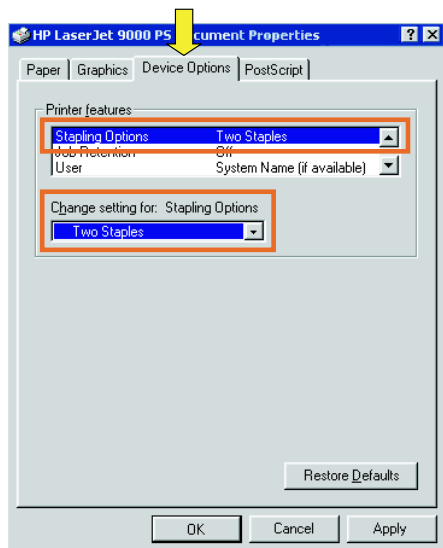 HP LaserJet 9000 PS cument Properties
Paper Graphics Device Options PostScript
Printer features
Stapling Options Two Staples
Job Retention Off
User System Name (if available)
Change setting for: Stapling Options
Two Staples
Restore Defaults
OK Cancel Apply